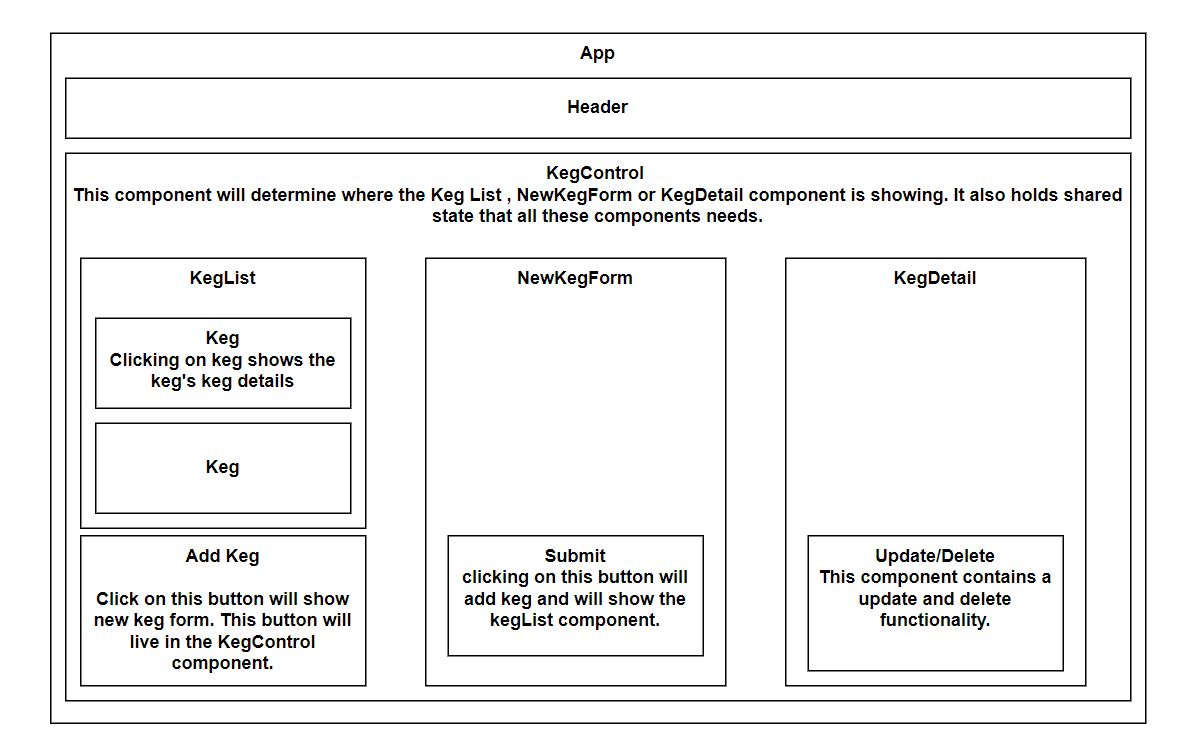 App
Header
KegControl
This component will determine where the Keg List , NewKegForm or KegDetail component is showing. It also holds shared
state that all these components needs.
KegList
Keg
Clicking on keg shows the
keg's keg details
Keg
Add Keg
Click on this button will show
new keg form. This button will
live in the KegControl
component.
NewKegForm
Submit
clicking on this button will
add keg and will show the
kegList component.
KegDetail
Update/Delete
This component contains a
update and delete
functionality.